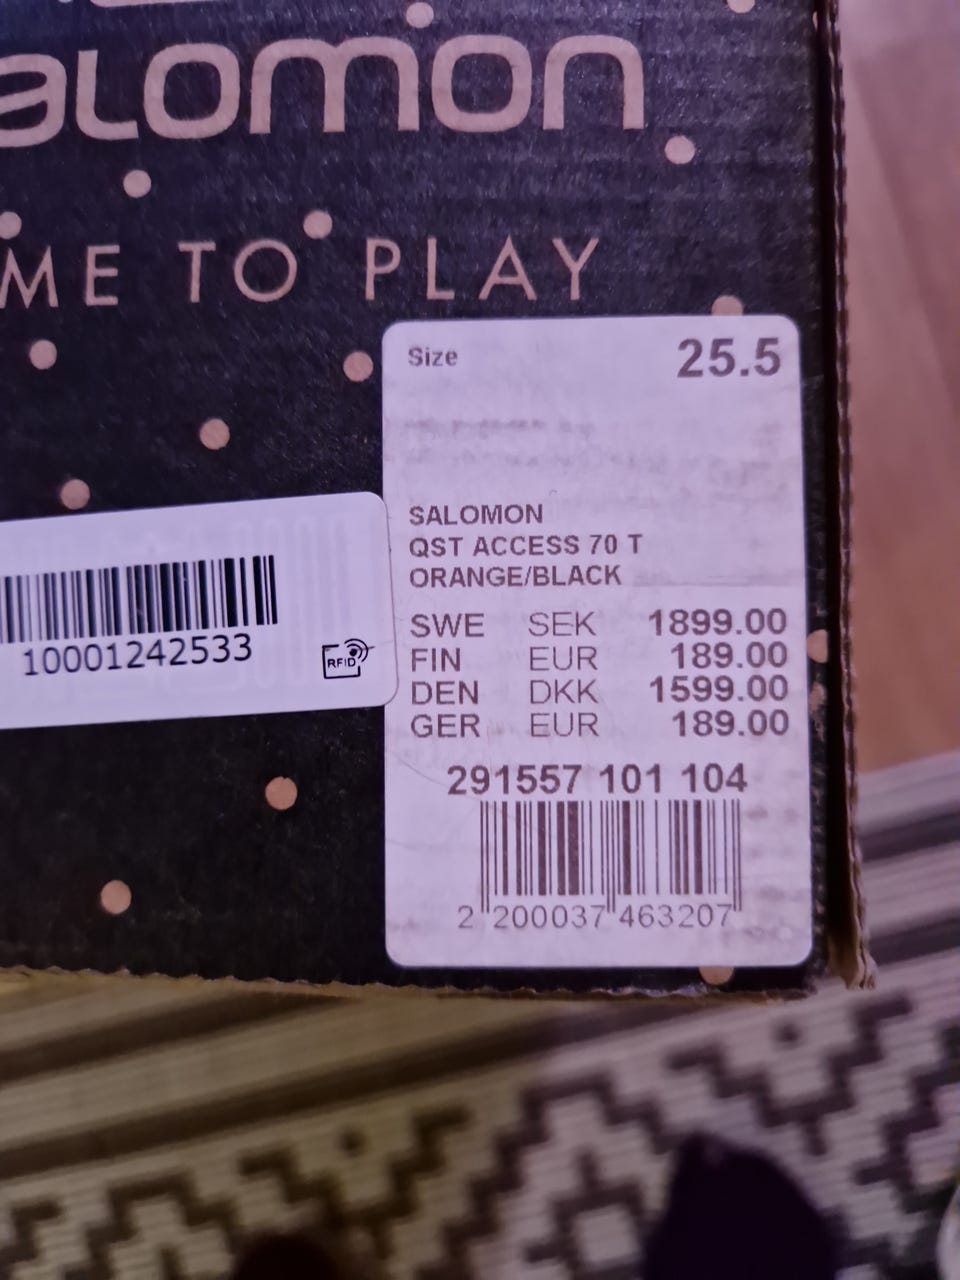 aLOMON
ME TO PLAY
Size 25.5
SALOMON
QST ACCESS 70 T
ORANGE/BLACK
SWE SEK 1899.00
FIN EUR 189.00
DEN DKK 1599.00
GER EUR 189.00
291557 101 104
2 200037 463207
10001242533
RFID